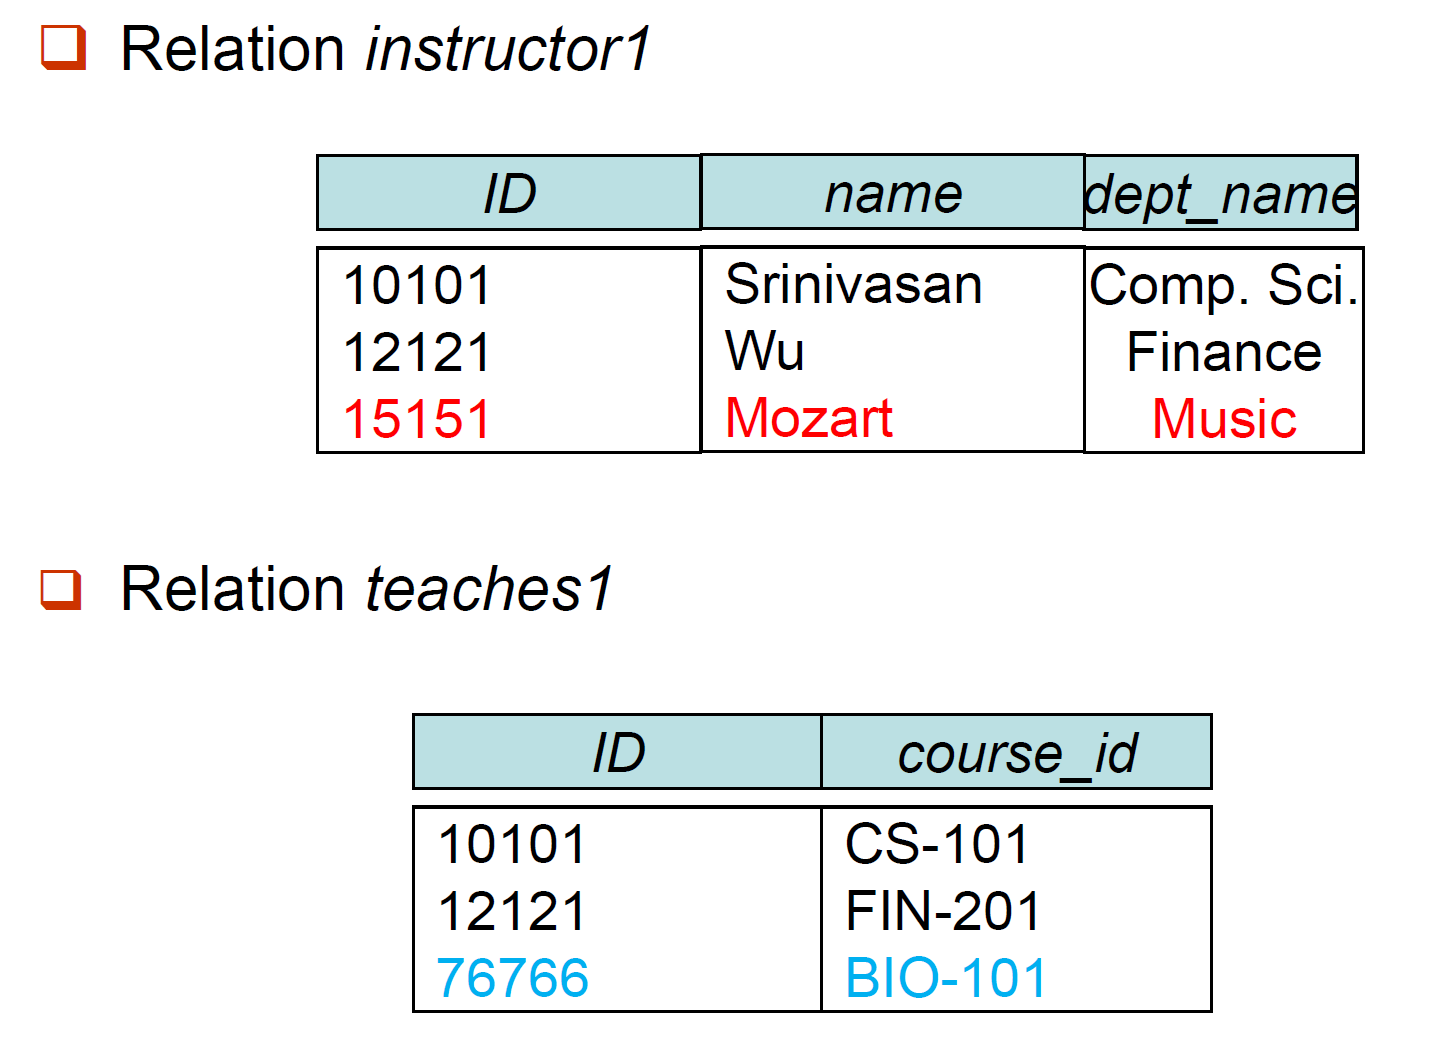 Relation instructor1
ID name dept_name
10101 Srinivasan Comp. Sci.
12121 Wu Finance
15151 Mozart Music
Relation teaches1
ID course_id
10101 CS-101
12121 FIN-201
76766 BIO-101